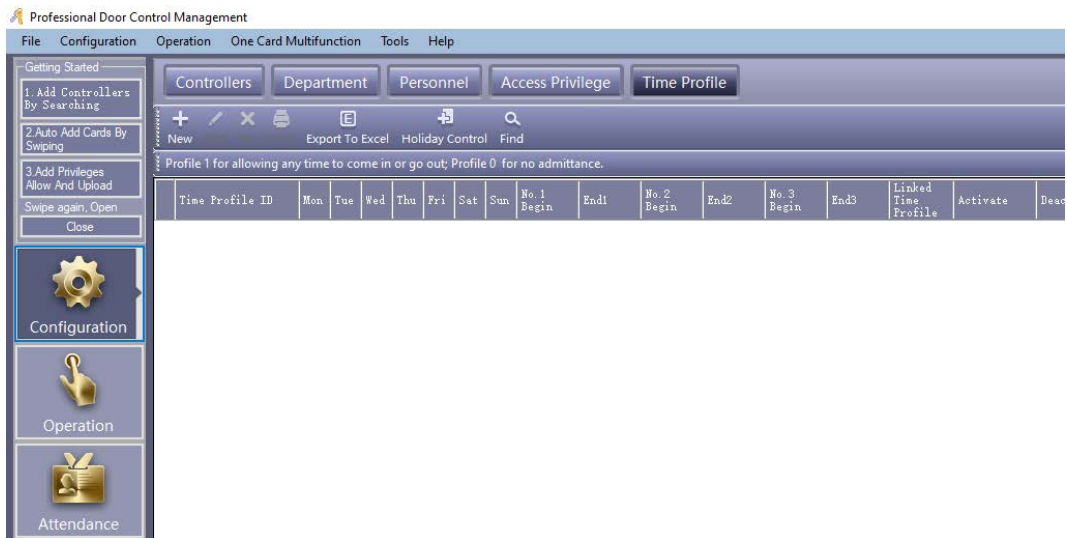 Professional Door Control Management
File Configuration Operation One Card Multifunction Tools Help
Getting Started
1. Add Controllers
By Searching
2.Auto Add Cards By
Swiping
3.Add Privileges
Allow And Upload
Swipe again, Open
Close
Configuration
Operation
Attendance
Controllers Department Personnel Access Privilege Time Profile
New Export To Excel Holiday Control Find
Profile 1 for allowing any time to come in or go out; Profile 0 for no admittance.
Time Profile ID Mon Tue Wed Thu Fri Sat Sun No.1 Begin End1 No.2 Begin End2 No.3 Begin End3 Linked Time Profile Activate Deac